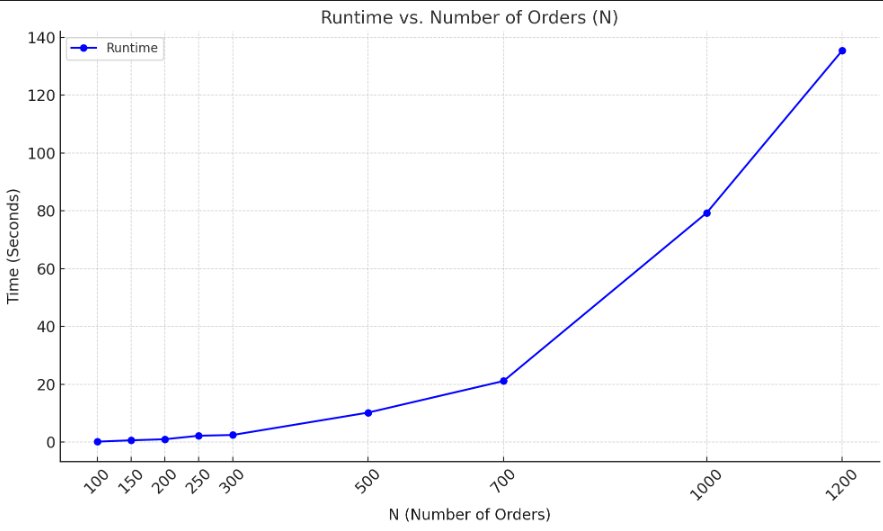 Runtime vs. Number of Orders (N)
Runtime
140
120
100
80
60
40
20
0
Time (Seconds)
100 150 200 250 300 500 700 1000 1200
N (Number of Orders)